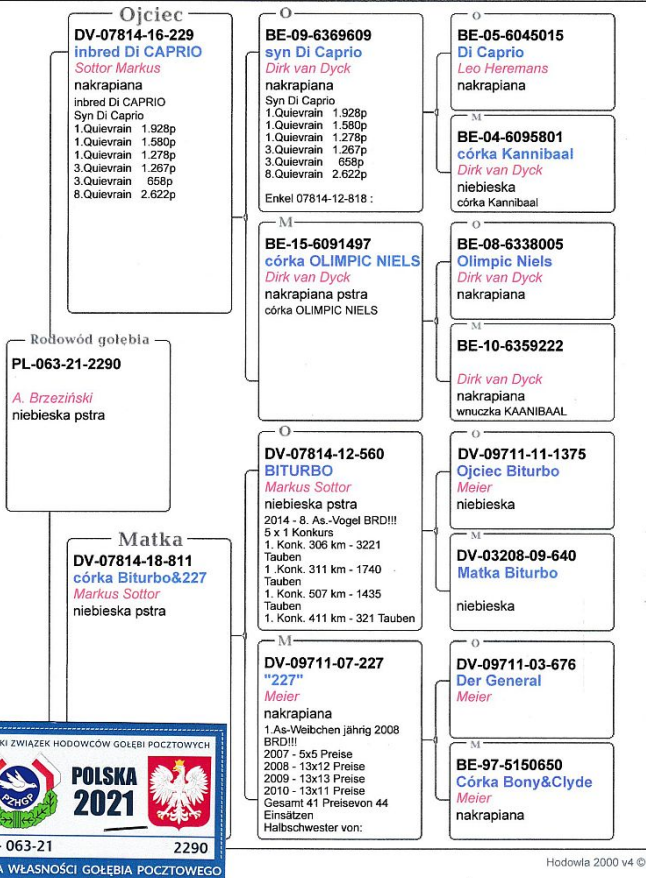 Rodowód gołębia
PL-063-21-2290
A. Brzeziński
niebieska pstra
Ojciec
DV-07814-16-229
inbred Di CAPRIO
Sottor Markus
nakrapiana
inbred Di CAPRIO
Syn Di Caprio
1.Quievrain 1.928p
1.Quievrain 1.580p
1.Quievrain 1.278p
3.Quievrain 1.267p
3.Quievrain 658p
8.Quievrain 2.622p
Matka
DV-07814-18-811
córka Biturbo&227
Markus Sottor
niebieska pstra
O
BE-09-6369609
syn Di Caprio
Dirk van Dyck
nakrapiana
Syn Di Caprio
1.Quievrain 1.928p
1.Quievrain 1.580p
1.Quievrain 1.278p
3.Quievrain 1.267p
3.Quievrain 658p
8.Quievrain 2.622p
Enkel 07814-12-818 :
M
BE-15-6091497
córka OLIMPIC NIELS
Dirk van Dyck
nakrapiana pstra
córka OLIMPIC NIELS
O
DV-07814-12-560
BITURBO
Markus Sottor
niebieska pstra
2014 - 8. As.-Vogel BRD!!!
5 x 1 Konkurs
1. Konk. 306 km - 3221
Tauben
1 .Konk. 311 km - 1740
Tauben
1. Konk. 507 km - 1435
Tauben
1. Konk. 411 km - 321 Tauben
M
DV-09711-07-227
"227"
Meier
nakrapiana
1.As-Weibchen jährig 2008
BRD!!!
2007 - 5x5 Preise
2008 - 13x12 Preise
2009 - 13x13 Preise
2010 - 13x11 Preise
Gesamt 41 Preisevon 44
Einsätzen
Halbschwester von:
O
BE-05-6045015
Di Caprio
Leo Heremans
nakrapiana
M
BE-04-6095801
córka Kannibaal
Dirk van Dyck
niebieska
córka Kannibaal
O
BE-08-6338005
Olimpic Niels
Dirk van Dyck
nakrapiana
M
BE-10-6359222
Dirk van Dyck
nakrapiana
wnuczka KAANIBAAL
O
DV-09711-11-1375
Ojciec Biturbo
Meier
niebieska
M
DV-03208-09-640
Matka Biturbo
niebieska
O
DV-09711-03-676
Der General
Meier
M
BE-97-5150650
Córka Bony&Clyde
Meier
nakrapiana
KI ZWIĄZEK HODOWCÓW GOŁĘBI POCZTOWYCH
PZHGP
POLSKA
2021
- 063-21 2290
A WŁASNOŚCI GOŁĘBIA POCZTOWEGO
Hodowla 2000 v4 ©